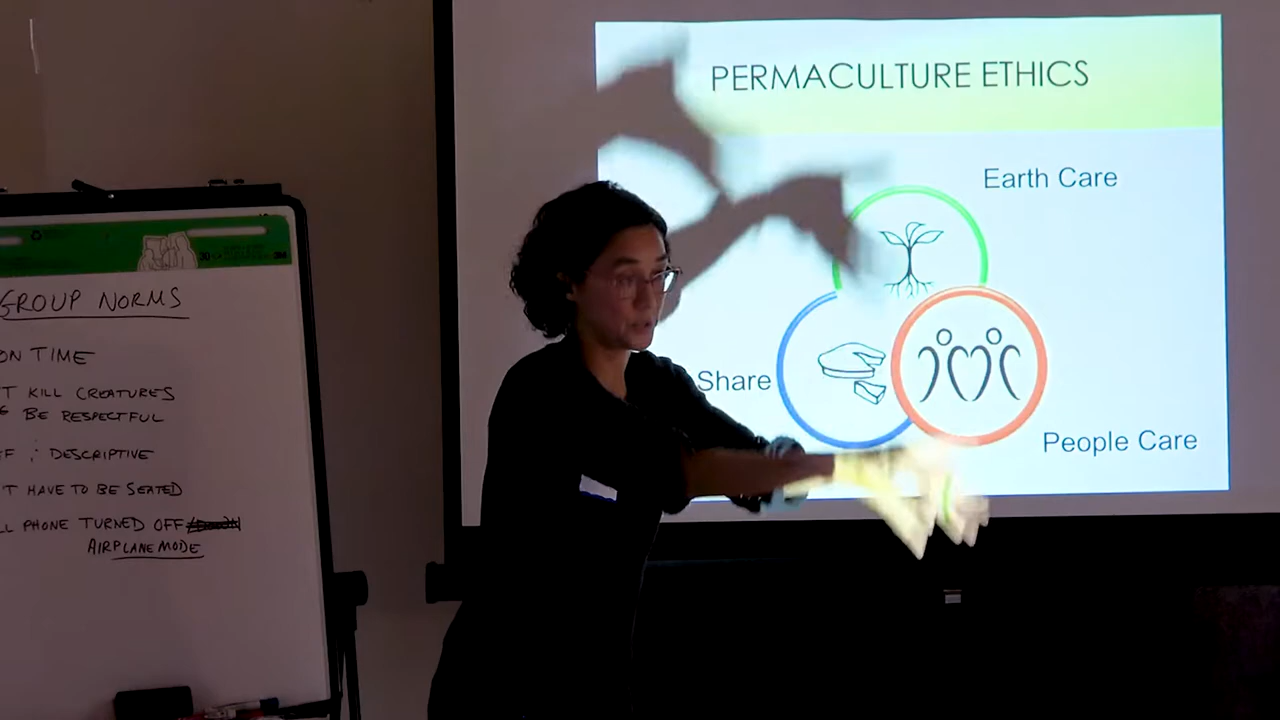 GROUP NORMS
ON TIME
T KILL CREATURES
BE RESPECTFUL
F : DESCRIPTIVE
'T HAVE TO BE SEATED
LL PHONE TURNED OFF
AIRPLANE MODE
PERMACULTURE ETHICS
Earth Care
Share
People Care